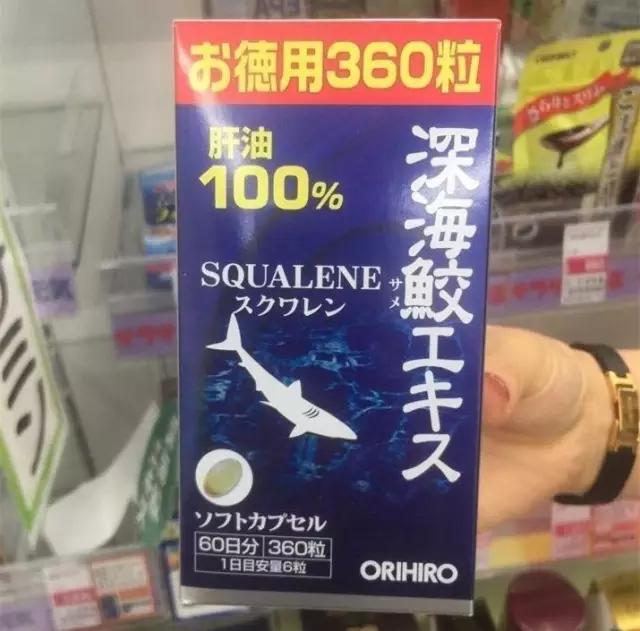 お徳用360粒
肝油
100%
深海鮫エキス
サメ
SQUALENE
スクワレン
ソフトカプセル
60日分 360粒
1日目安量6粒
ORIHIRO
ORIHIRO